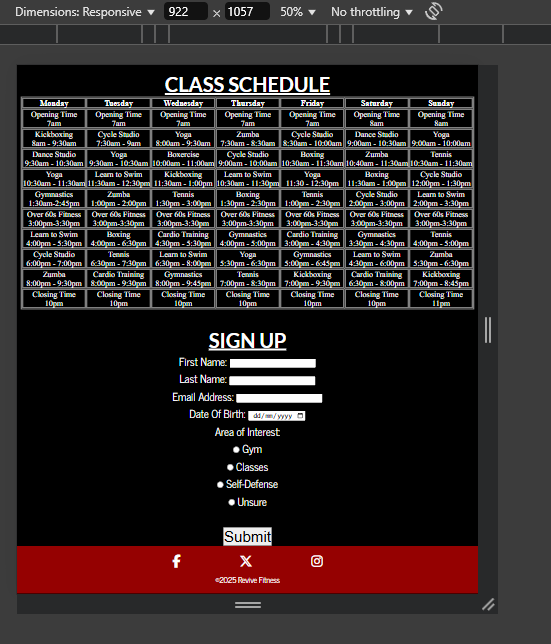 Dimensions: Responsive ▼ 922 × 1057 50% ▼ No throttling ▼
CLASS SCHEDULE
Monday Tuesday Wednesday Thursday Friday Saturday Sunday
Opening Time Opening Time Opening Time Opening Time Opening Time Opening Time Opening Time
7am 7am 7am 7am 7am 8am 8am
Kickboxing Cycle Studio Yoga Zumba Cycle Studio Dance Studio Yoga
8am - 9:30am 7:30am - 9am 8:00am - 9:30am 7:30am - 8:30am 8:30am - 10:00am 9:00am - 10:30am 9:00am - 10:00am
Dance Studio Yoga Boxercise Cycle Studio Boxing Zumba Tennis
9:30am - 10:30am 9:30am - 10:30am 10:00am - 11:00am 9:00am - 10:00am 10:30am - 11:30am 10:40am - 11:30am 10:30am - 11:30am
Yoga Learn to Swim Kickboxing Learn to Swim Yoga Boxing Cycle Studio
10:30am - 11:30am 11:30am - 12:30pm 11:30am - 1:00pm 10:30am - 11:30pm 11:30 - 12:30pm 11:30am - 1:00pm 12:00pm - 1:30pm
Gymnastics Zumba Tennis Boxing Tennis Cycle Studio Learn to Swim
1:30am-2:45pm 1:00pm - 2:00pm 1:30pm - 3:00pm 1:30pm - 2:30pm 1:00pm - 2:30pm 2:00pm - 3:00pm 2:00pm - 3:30pm
Over 60s Fitness Over 60s Fitness Over 60s Fitness Over 60s Fitness Over 60s Fitness Over 60s Fitness Over 60s Fitness
3:00pm-3:30pm 3:00pm-3:30pm 3:00pm-3:30pm 3:00pm-3:30pm 3:00pm-3:30pm 3:00pm-3:30pm 3:00pm-3:30pm
Learn to Swim Boxing Cardio Training Gymnastics Cardio Training Gymnastics Tennis
4:00pm - 5:30pm 4:00pm - 6:30pm 4:30pm - 5:30pm 4:00pm - 5:00pm 3:00pm - 4:30pm 3:30pm - 4:30pm 4:00pm - 5:00pm
Cycle Studio Tennis Learn to Swim Yoga Gymnastics Learn to Swim Zumba
6:00pm - 7:00pm 6:30pm - 7:30pm 6:30pm - 8:00pm 5:30pm - 6:30pm 5:00pm - 6:45pm 4:30pm - 6:00pm 5:30pm - 6:30pm
Zumba Cardio Training Gymnastics Tennis Kickboxing Cardio Training Kickboxing
8:00pm - 9:30pm 8:00pm - 9:30pm 8:00pm - 9:45pm 7:00pm - 8:30pm 7:00pm - 9:30pm 6:30pm - 8:00pm 7:00pm - 8:45pm
Closing Time Closing Time Closing Time Closing Time Closing Time Closing Time Closing Time
10pm 10pm 10pm 10pm 10pm 10pm 11pm
SIGN UP
First Name:
Last Name:
Email Address:
Date Of Birth: dd/mm/yyyy
Area of Interest:
Gym
Classes
Self-Defense
Unsure
Submit
©2025 Revive Fitness